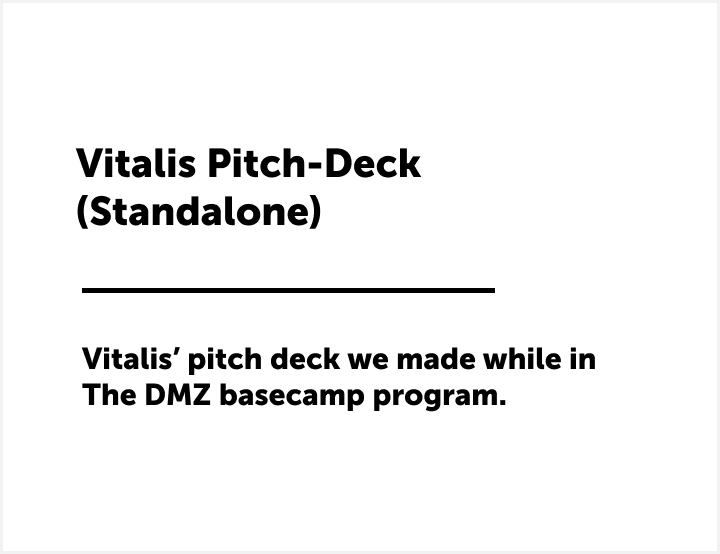 Vitalis Pitch-Deck
(Standalone)
Vitalis’ pitch deck we made while in
The DMZ basecamp program.